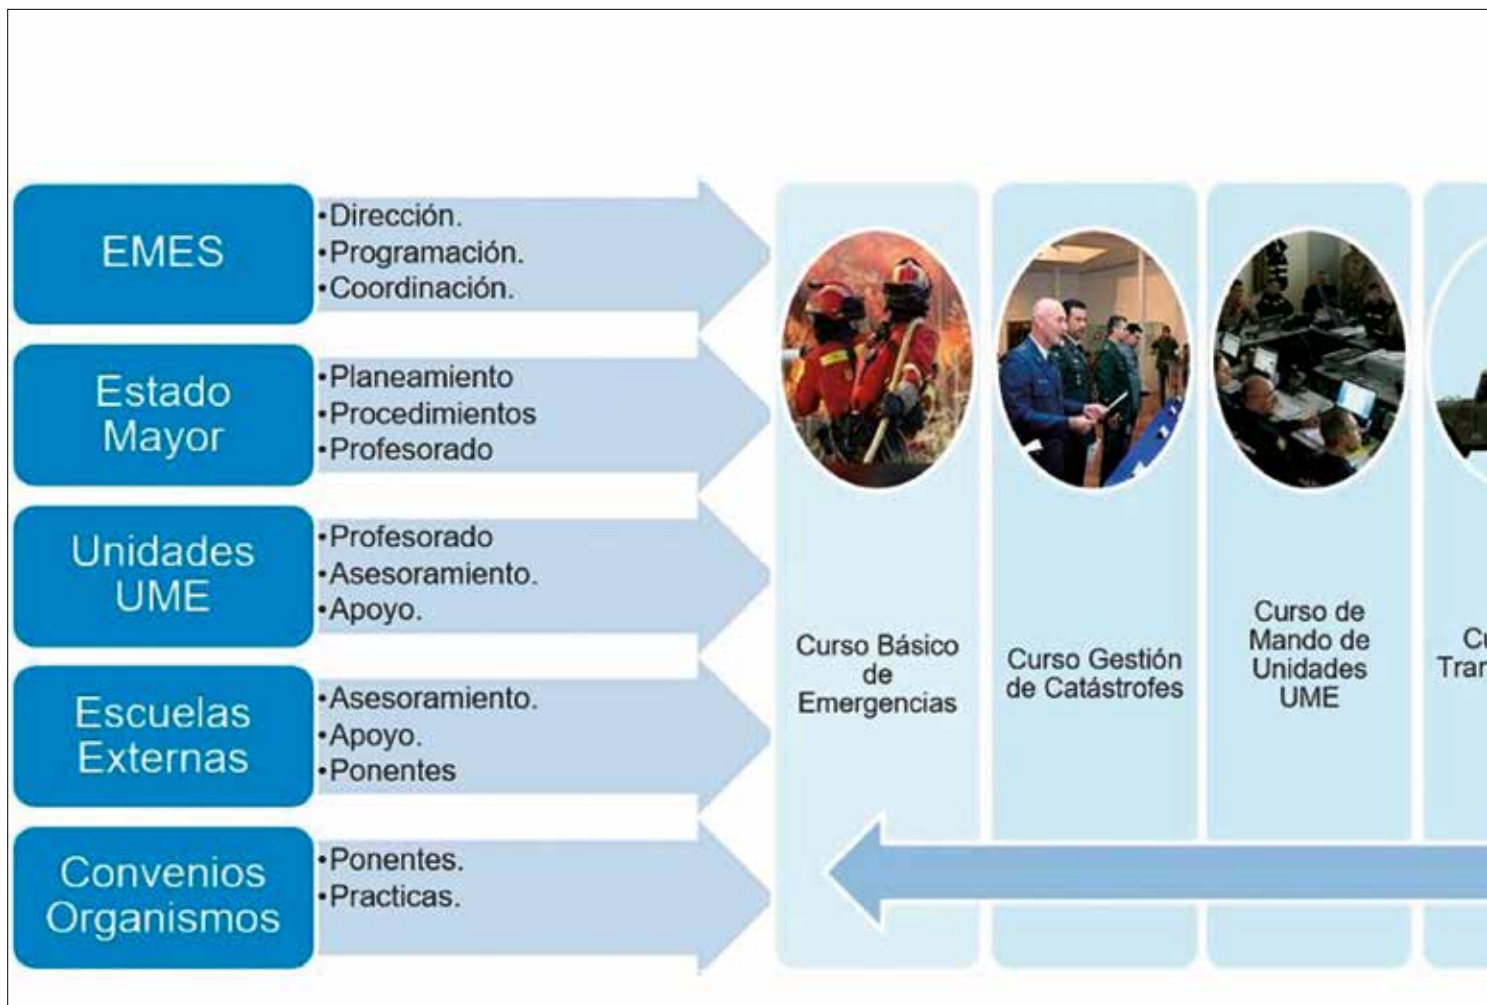 EMES
•Dirección.
•Programación.
•Coordinación.
Estado
Mayor
•Planeamiento
•Procedimientos
•Profesorado
Unidades
UME
•Profesorado
•Asesoramiento.
•Apoyo.
Escuelas
Externas
•Asesoramiento.
•Apoyo.
•Ponentes
Convenios
Organismos
•Ponentes.
•Practicas.
Curso Básico
de
Emergencias
Curso Gestión
de Catástrofes
Curso de
Mando de
Unidades
UME